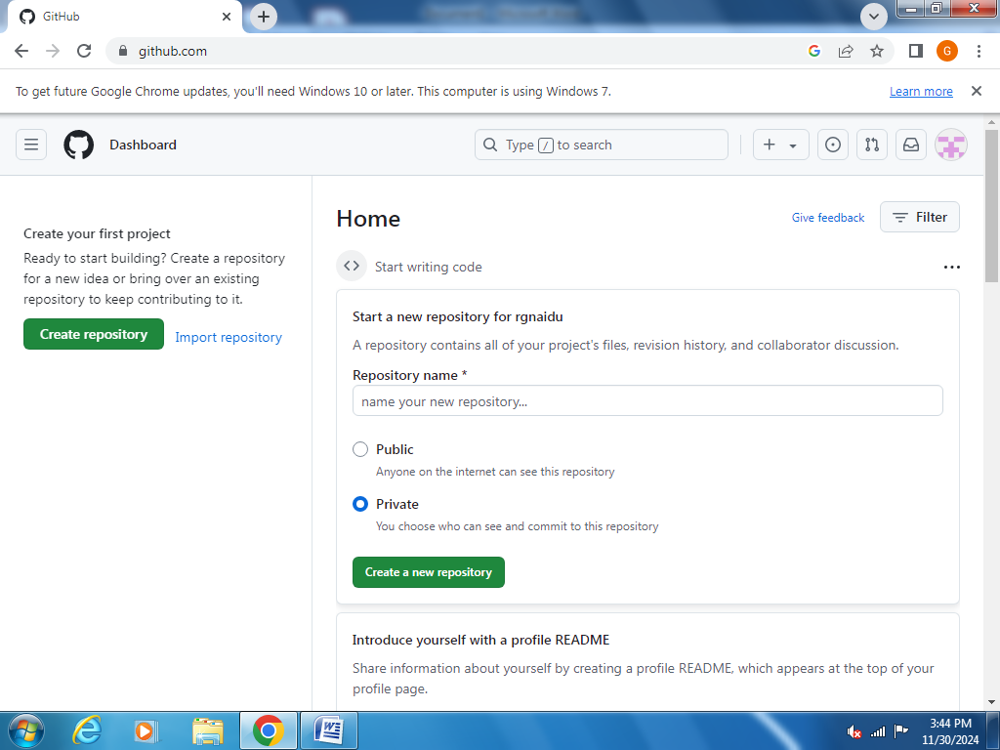 GitHub
github.com
G
To get future Google Chrome updates, you'll need Windows 10 or later. This computer is using Windows 7.
Learn more
Dashboard
Type / to search
Home
Give feedback
Filter
Create your first project
Ready to start building? Create a repository
for a new idea or bring over an existing
repository to keep contributing to it.
Create repository
Import repository
Start writing code
Start a new repository for rgnaidu
A repository contains all of your project's files, revision history, and collaborator discussion.
Repository name *
name your new repository...
Public
Anyone on the internet can see this repository
Private
You choose who can see and commit to this repository
Create a new repository
Introduce yourself with a profile README
Share information about yourself by creating a profile README, which appears at the top of your
profile page.
3:44 PM
11/30/2024